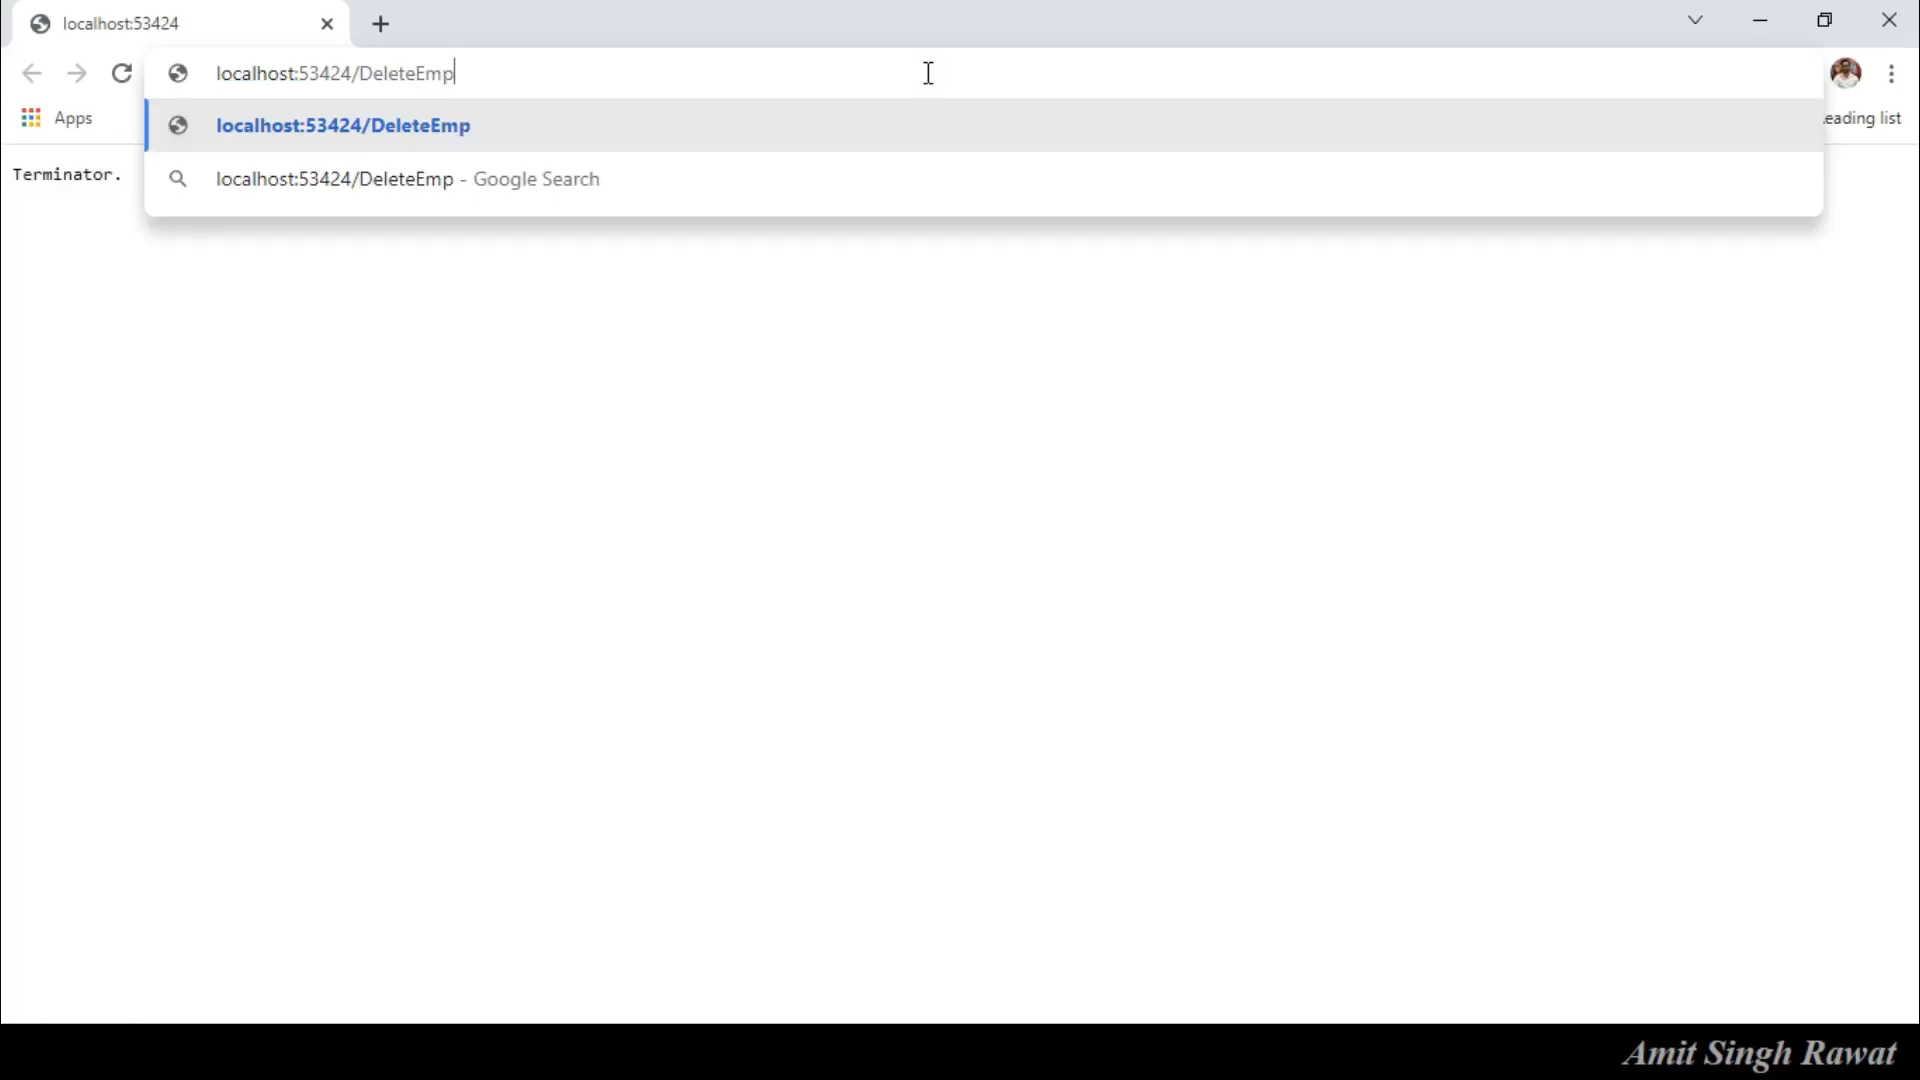 localhost:53424
localhost:53424/DeleteEmp
Apps
localhost:53424/DeleteEmp
eading list
Terminator.
localhost:53424/DeleteEmp - Google Search
Amit Singh Rawat